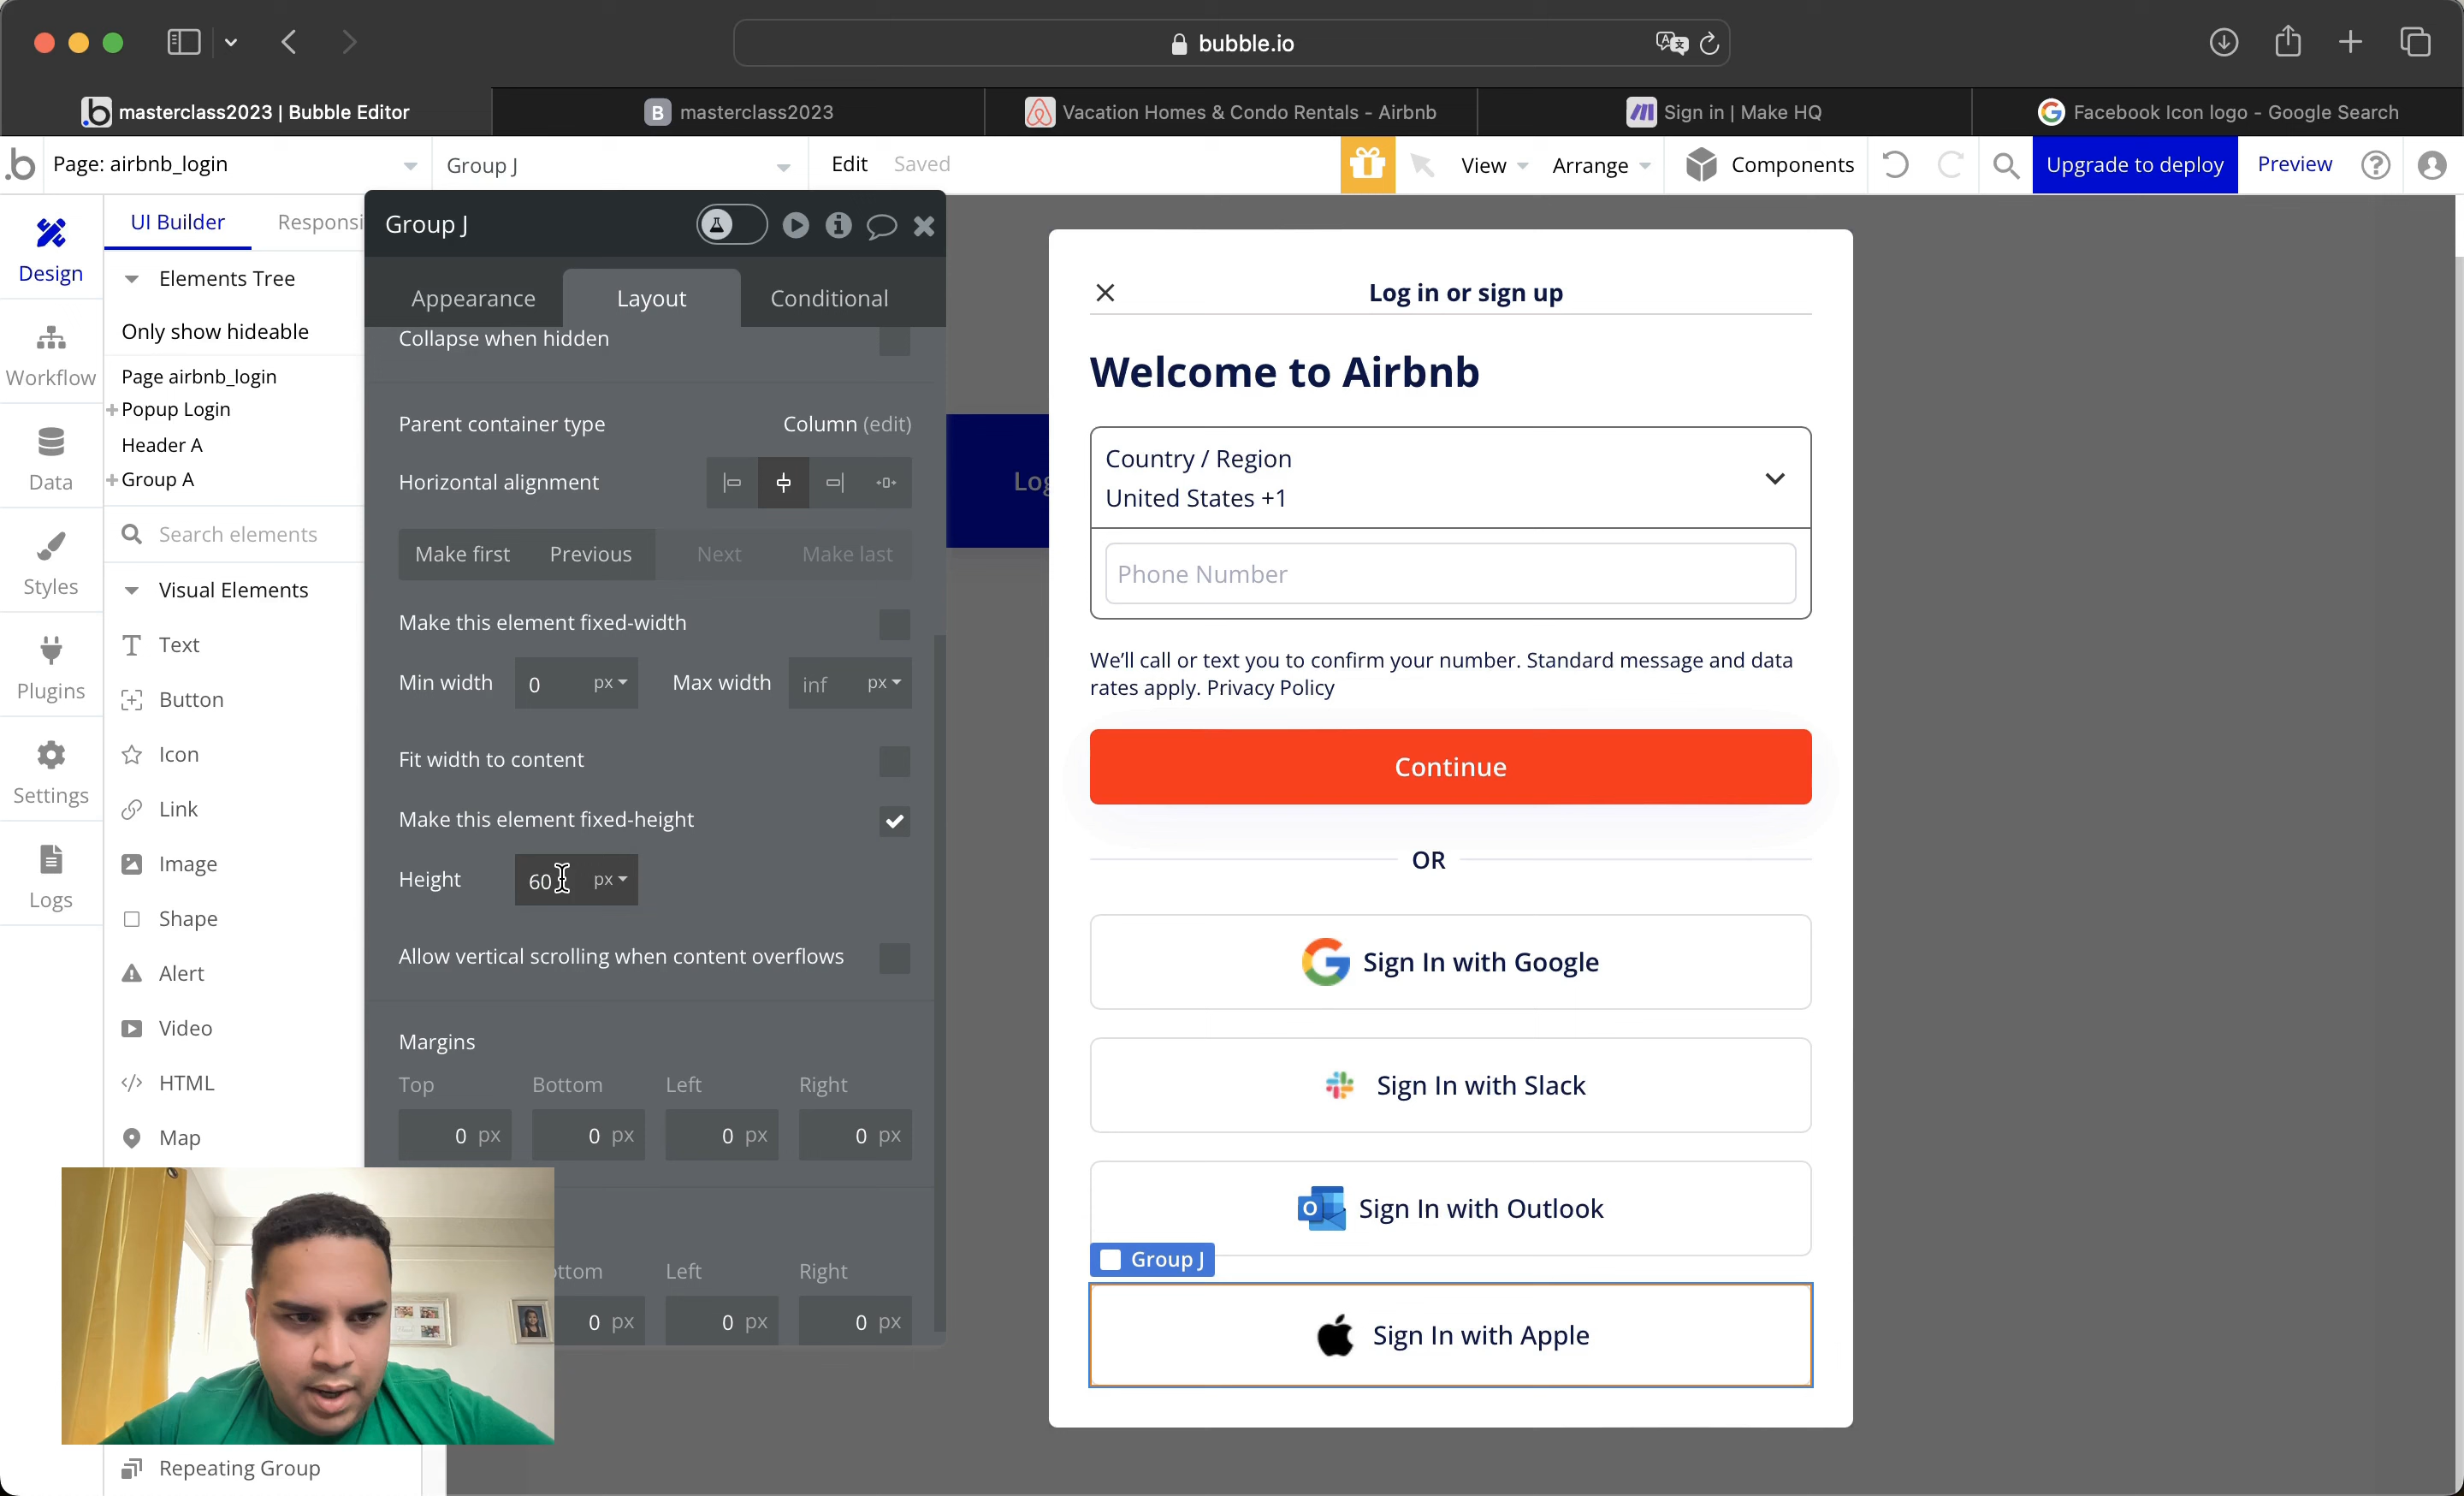 bubble.io
masterclass2023 | Bubble Editor
B masterclass2023
Vacation Homes & Condo Rentals - Airbnb
Sign in | Make HQ
Facebook Icon logo - Google Search
.b Page: airbnb_login
Group J
Edit Saved
View
Arrange
Components
Upgrade to deploy
Preview
Design
Workflow
Data
Styles
Plugins
Settings
Logs
UI Builder
Responsi
Elements Tree
Only show hideable
Page airbnb_login
+ Popup Login
Header A
+ Group A
Search elements
Visual Elements
Text
Button
Icon
Link
Image
Shape
Alert
Video
HTML
Map
Repeating Group
Group J
Appearance Layout Conditional
Collapse when hidden
Parent container type Column (edit)
Horizontal alignment
Make first Previous Next Make last
Make this element fixed-width
Min width 0 px Max width inf px
Fit width to content
Make this element fixed-height
Height 60 px
Allow vertical scrolling when content overflows
Margins
Top Bottom Left Right
0 px 0 px 0 px 0 px
ttom Left Right
0 px 0 px 0 px
Log
Log in or sign up
Welcome to Airbnb
Country / Region
United States +1
Phone Number
We'll call or text you to confirm your number. Standard message and data
rates apply. Privacy Policy
Continue
OR
Sign In with Google
Sign In with Slack
Sign In with Outlook
Group J
Sign In with Apple